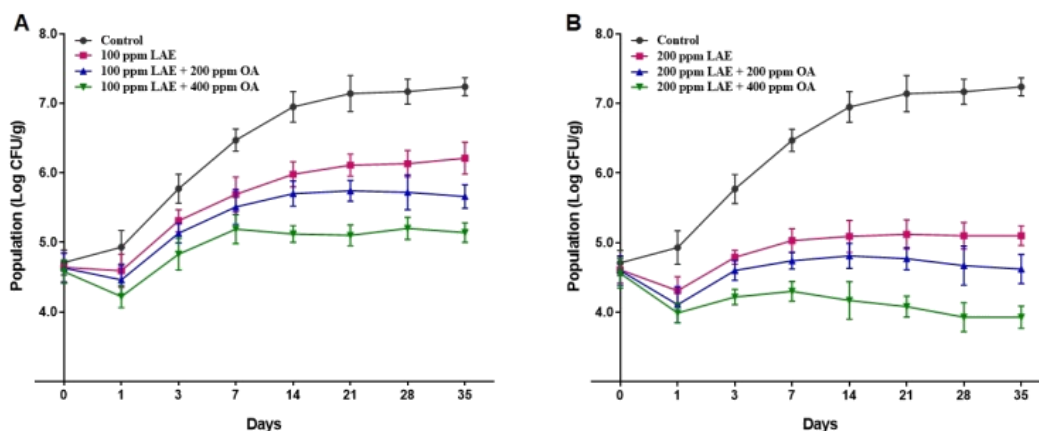 A
Control
100 ppm LAE
100 ppm LAE + 200 ppm OA
100 ppm LAE + 400 ppm OA
Population (Log CFU/g)
8.0
7.0
6.0
5.0
4.0
0 1 3 7 14 21 28 35
Days
B
Control
200 ppm LAE
200 ppm LAE + 200 ppm OA
200 ppm LAE + 400 ppm OA
Population (Log CFU/g)
8.0
7.0
6.0
5.0
4.0
0 1 3 7 14 21 28 35
Days